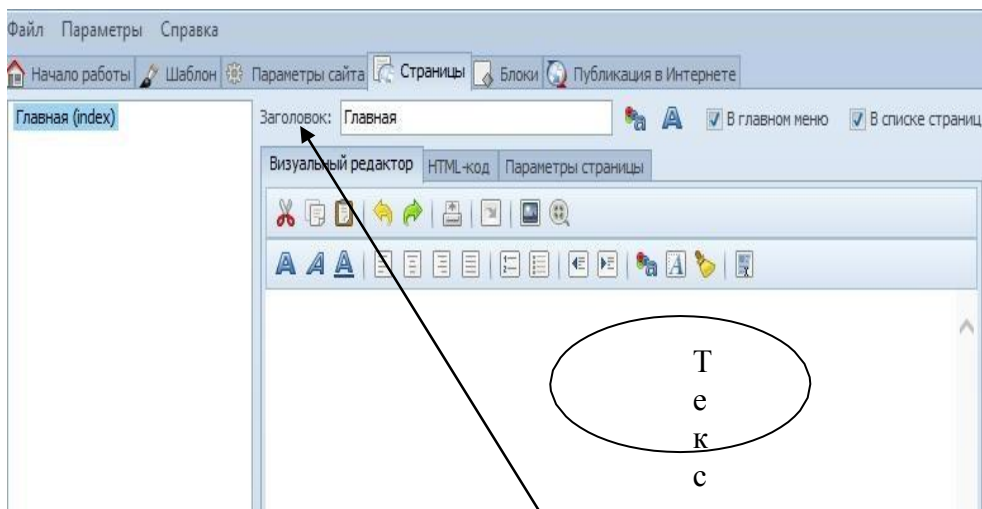 Файл Параметры Справка
Начало работы Шаблон Параметры сайта Страницы Блоки Публикация в Интернете
Главная (index)
Заголовок: Главная В главном меню В списке страниц
Визуальный редактор HTML-код Параметры страницы
Т
е
к
с